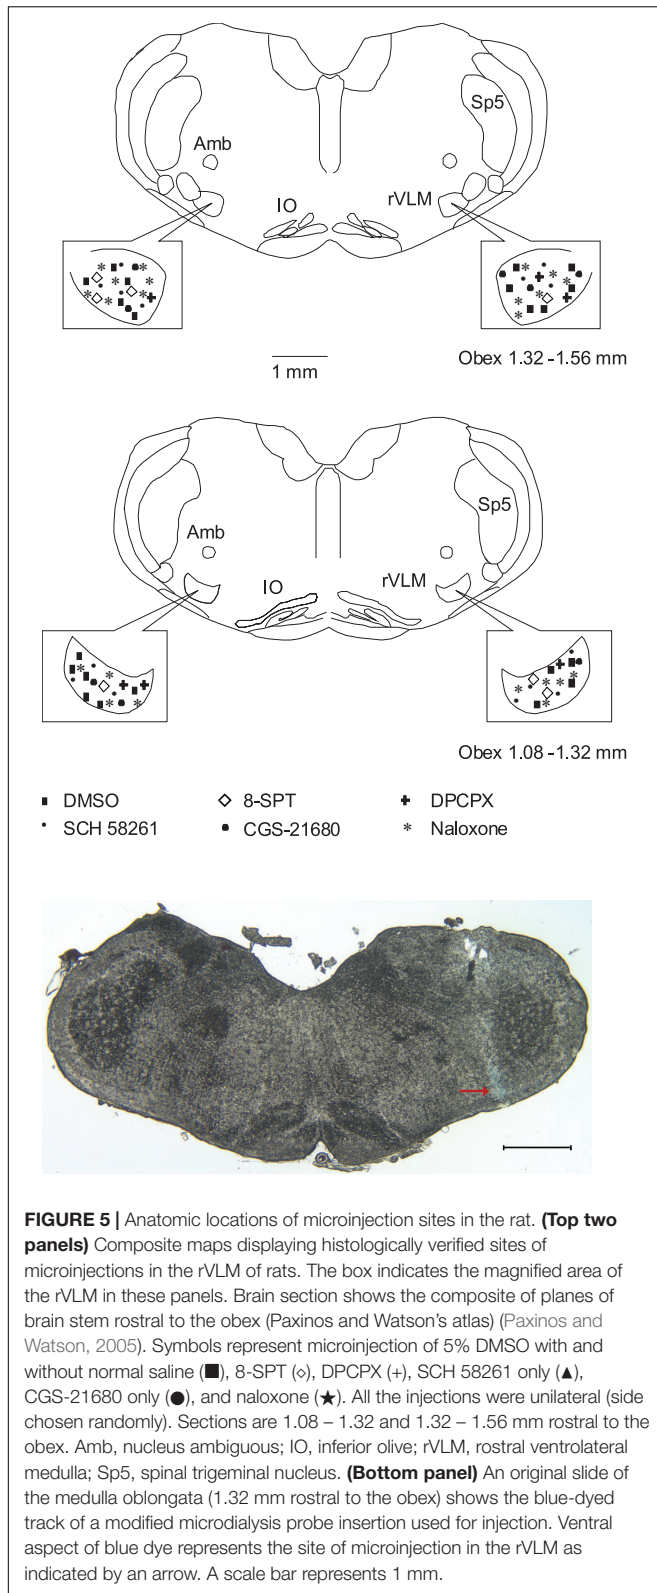 Sp5
Amb
IO
rVLM
1 mm
Obex 1.32 -1.56 mm
Sp5
Amb
IO
rVLM
Obex 1.08 -1.32 mm
■ DMSO ◇ 8-SPT ✚ DPCPX
• SCH 58261 ● CGS-21680 * Naloxone
FIGURE 5 | Anatomic locations of microinjection sites in the rat. (Top two
panels) Composite maps displaying histologically verified sites of
microinjections in the rVLM of rats. The box indicates the magnified area of
the rVLM in these panels. Brain section shows the composite of planes of
brain stem rostral to the obex (Paxinos and Watson's atlas) (Paxinos and
Watson, 2005). Symbols represent microinjection of 5% DMSO with and
without normal saline (■), 8-SPT (◇), DPCPX (+), SCH 58261 only (▲),
CGS-21680 only (●), and naloxone (★). All the injections were unilateral (side
chosen randomly). Sections are 1.08 – 1.32 and 1.32 – 1.56 mm rostral to the
obex. Amb, nucleus ambiguous; IO, inferior olive; rVLM, rostral ventrolateral
medulla; Sp5, spinal trigeminal nucleus. (Bottom panel) An original slide of
the medulla oblongata (1.32 mm rostral to the obex) shows the blue-dyed
track of a modified microdialysis probe insertion used for injection. Ventral
aspect of blue dye represents the site of microinjection in the rVLM as
indicated by an arrow. A scale bar represents 1 mm.